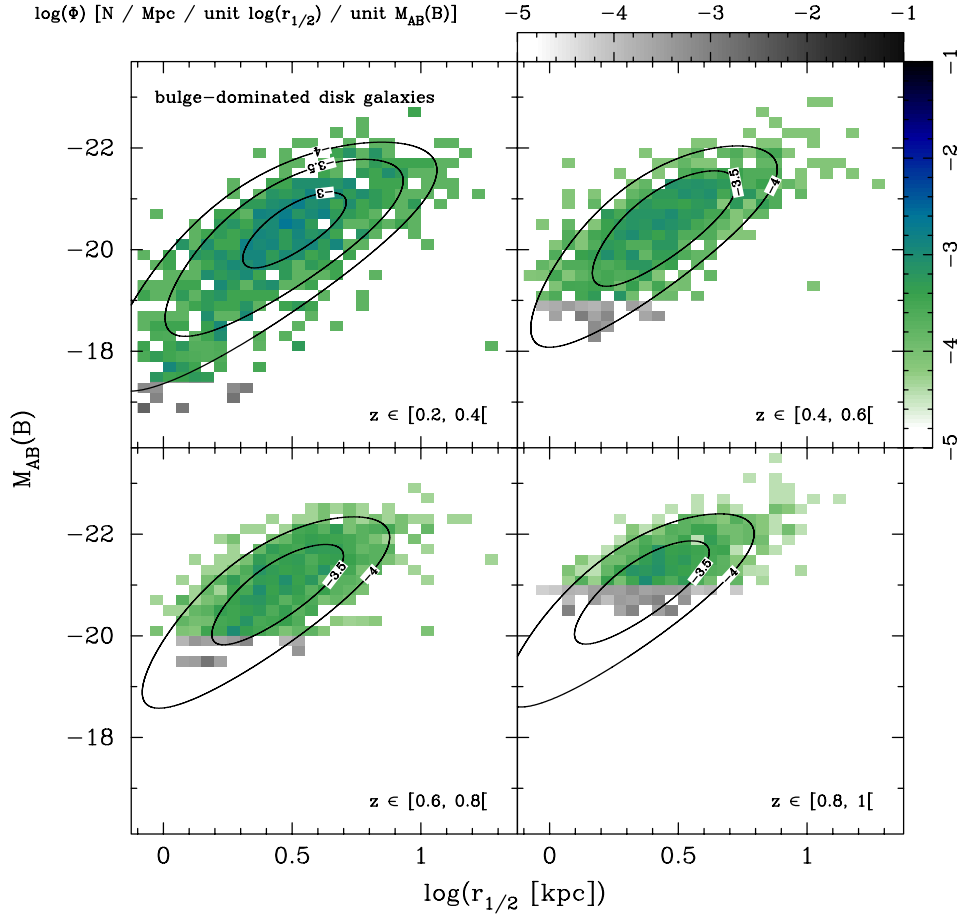 log(Φ) [N / Mpc / unit log(r1/2) / unit MAB(B)]
−5 −4 −3 −2 −1
bulge−dominated disk galaxies
−4
−3.5
−3
z ∈ [0.2, 0.4[
−22
−20
−18
−3.5
−4
z ∈ [0.4, 0.6[
−1
−2
−3
−4
−5
MAB(B)
−3.5
−4
z ∈ [0.6, 0.8[
−22
−20
−18
−3.5
−4
z ∈ [0.8, 1[
0 0.5 1
0 0.5 1
log(r1/2 [kpc])